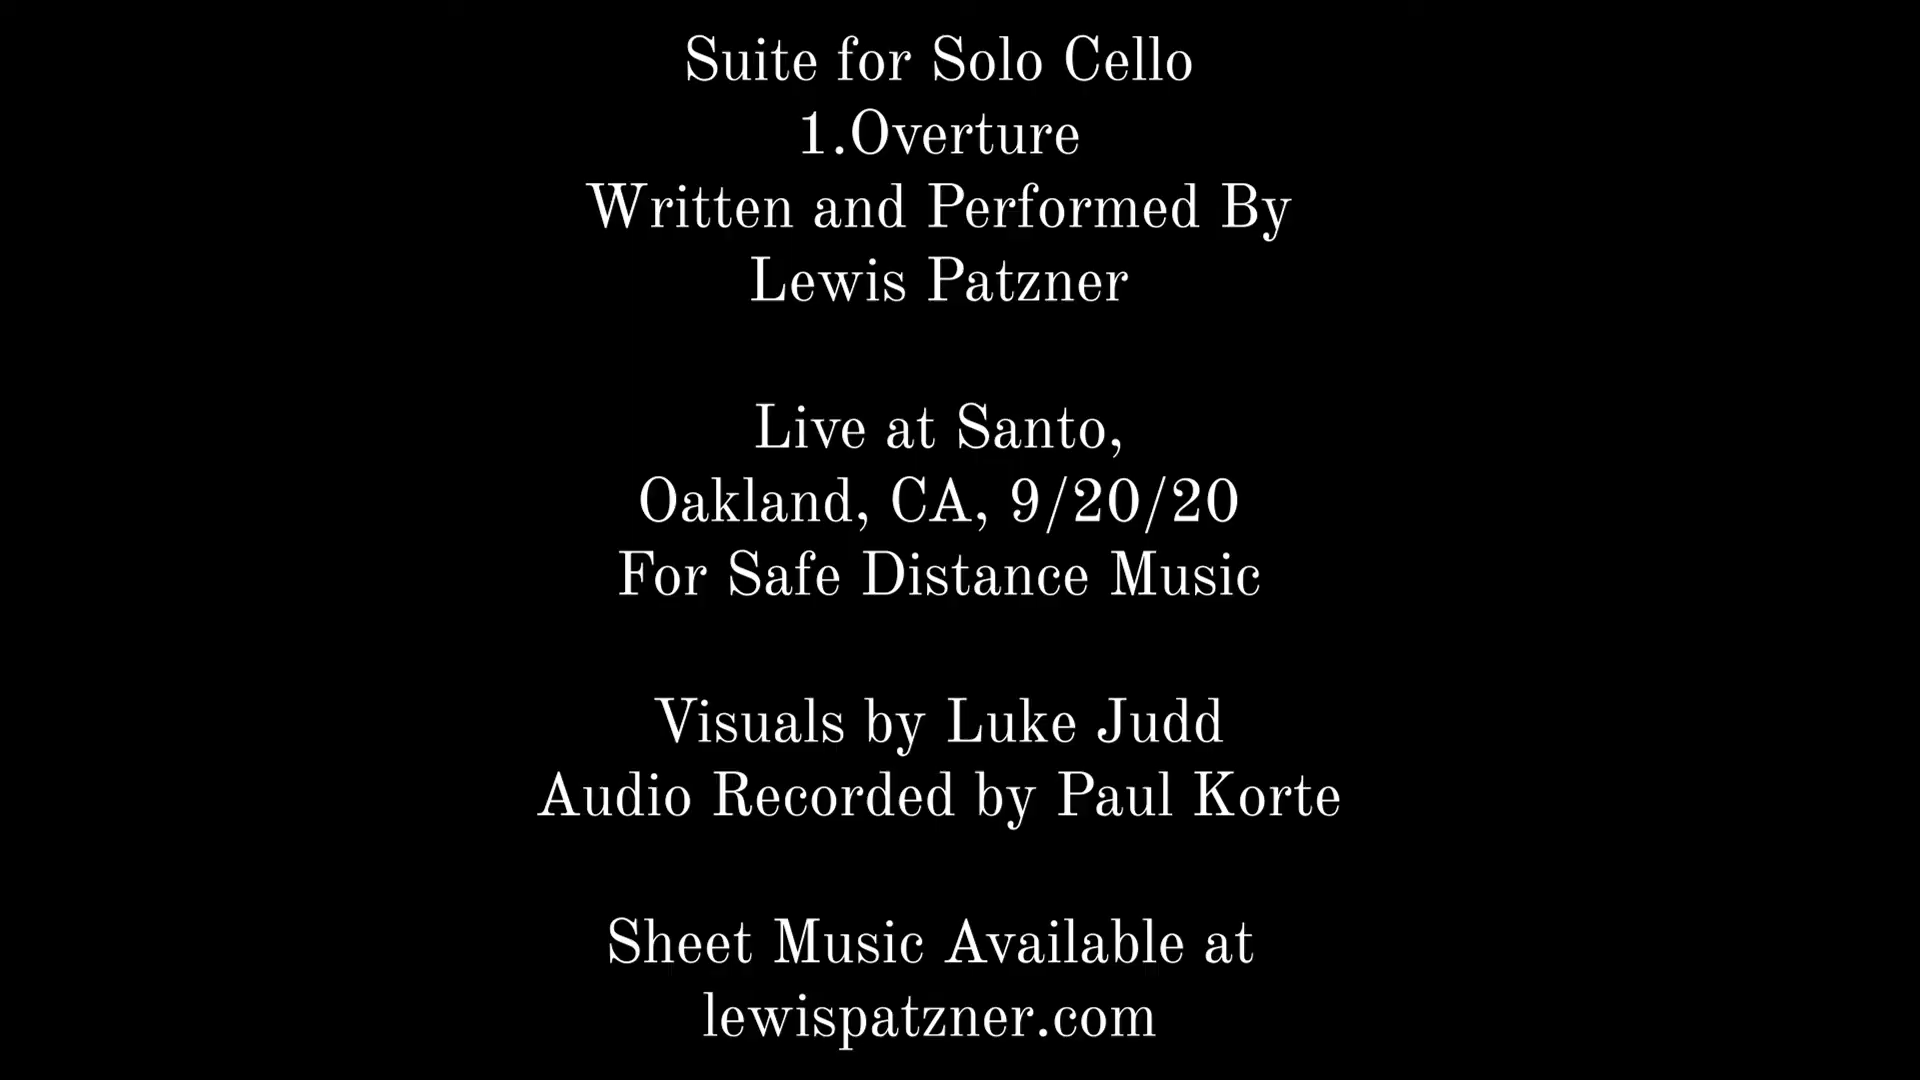 Suite for Solo Cello
1.Overture
Written and Performed By
Lewis Patzner
Live at Santo,
Oakland, CA, 9/20/20
For Safe Distance Music
Visuals by Luke Judd
Audio Recorded by Paul Korte
Sheet Music Available at
lewispatzner.com